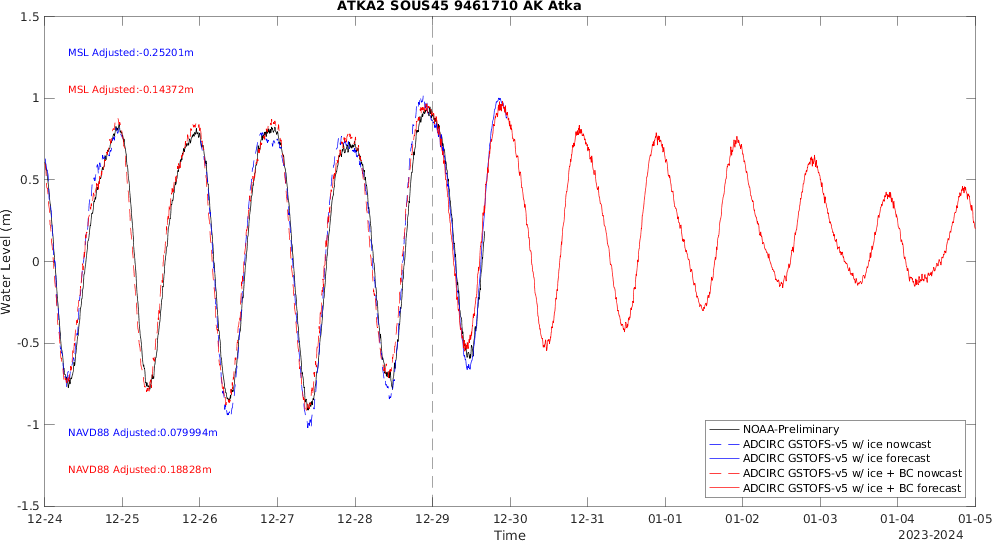 ATKA2 SOUS45 9461710 AK Atka
1.5
1
0.5
0
-0.5
-1
-1.5
Water Level (m)
MSL Adjusted:-0.25201m
MSL Adjusted:-0.14372m
NAVD88 Adjusted:0.079994m
NAVD88 Adjusted:0.18828m
NOAA-Preliminary
ADCIRC GSTOFS-v5 w/ ice nowcast
ADCIRC GSTOFS-v5 w/ ice forecast
ADCIRC GSTOFS-v5 w/ ice + BC nowcast
ADCIRC GSTOFS-v5 w/ ice + BC forecast
12-24 12-25 12-26 12-27 12-28 12-29 12-30 12-31 01-01 01-02 01-03 01-04 01-05
Time
2023-2024